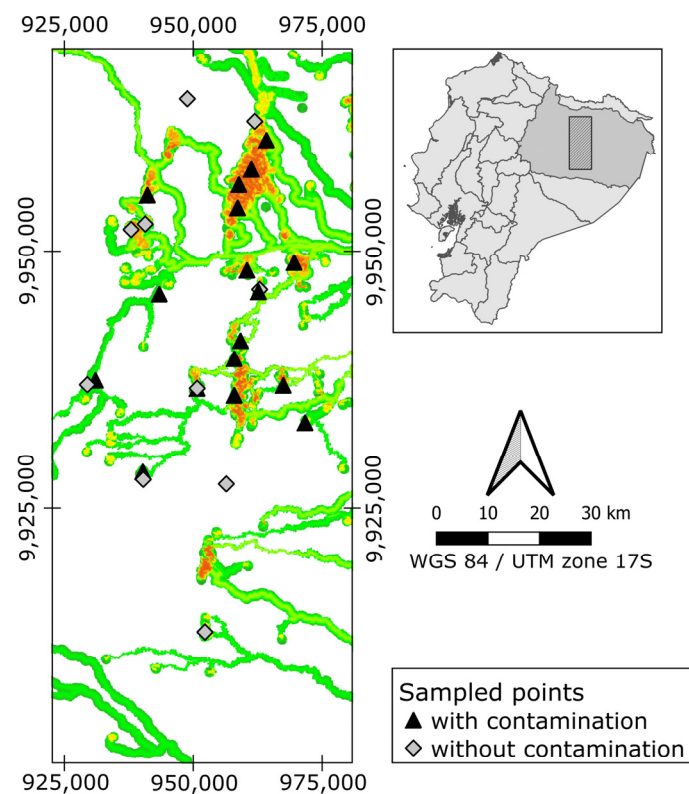 925,000
950,000
975,000
9,950,000
9,950,000
9,925,000
9,925,000
0 10 20 30 km
WGS 84 / UTM zone 17S
Sampled points
with contamination
without contamination
925,000
950,000
975,000